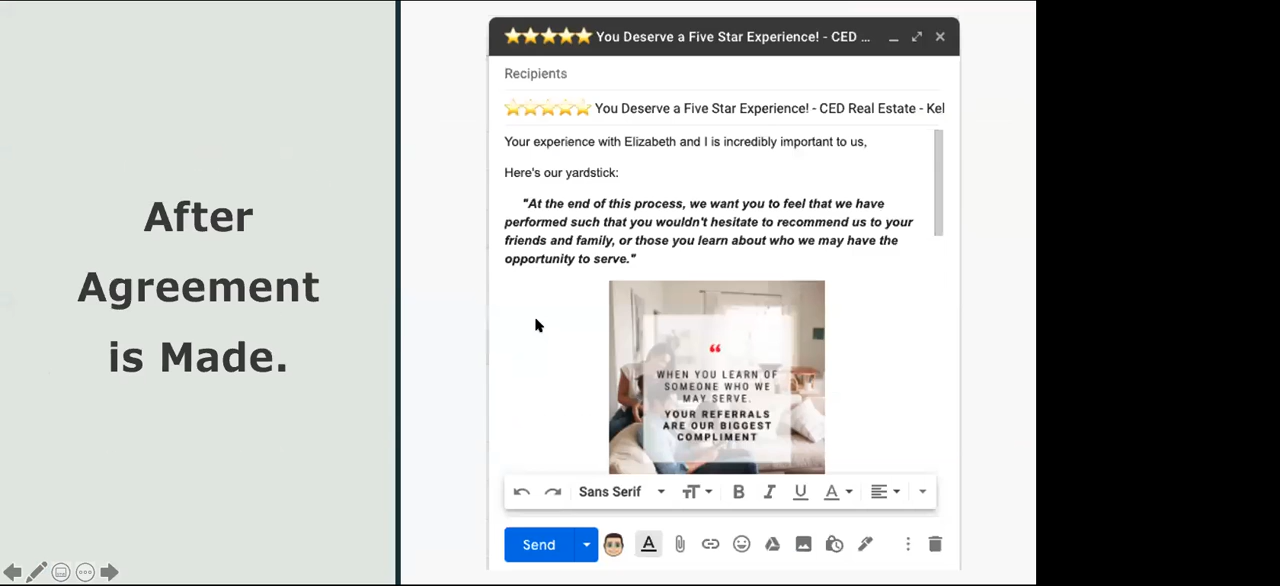 After
Agreement
is Made.
⭐⭐⭐⭐⭐ You Deserve a Five Star Experience! - CED ...
Recipients
⭐⭐⭐⭐⭐ You Deserve a Five Star Experience! - CED Real Estate - Kel
Your experience with Elizabeth and I is incredibly important to us,
Here's our yardstick:
"At the end of this process, we want you to feel that we have
performed such that you wouldn't hesitate to recommend us to your
friends and family, or those you learn about who we may have the
opportunity to serve."
“
WHEN YOU LEARN OF
SOMEONE WHO WE
MAY SERVE.
YOUR REFERRALS
ARE OUR BIGGEST
COMPLIMENT
Sans Serif
Send